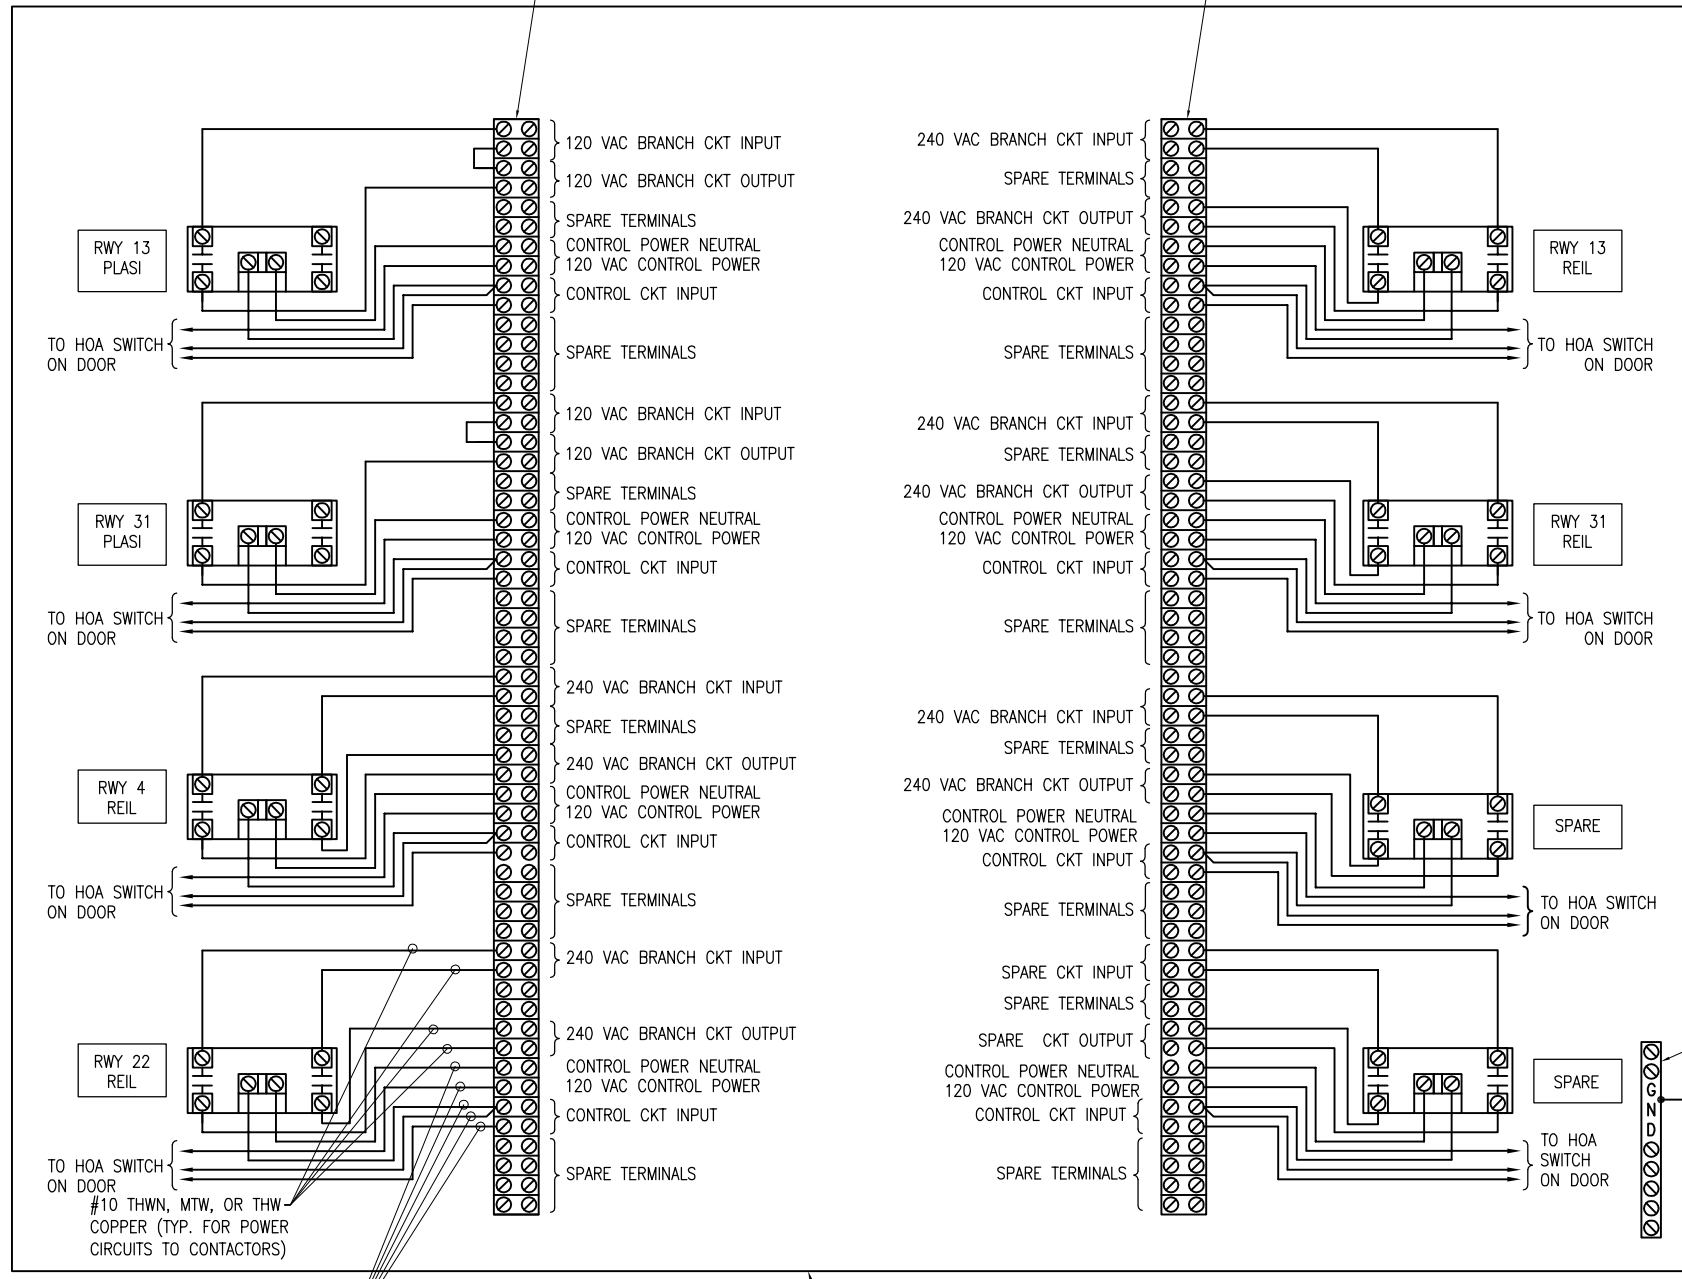 RWY 13
PLASI
TO HOA SWITCH
ON DOOR
120 VAC BRANCH CKT INPUT
120 VAC BRANCH CKT OUTPUT
SPARE TERMINALS
CONTROL POWER NEUTRAL
120 VAC CONTROL POWER
CONTROL CKT INPUT
SPARE TERMINALS
RWY 31
PLASI
TO HOA SWITCH
ON DOOR
120 VAC BRANCH CKT INPUT
120 VAC BRANCH CKT OUTPUT
SPARE TERMINALS
CONTROL POWER NEUTRAL
120 VAC CONTROL POWER
CONTROL CKT INPUT
SPARE TERMINALS
RWY 4
REIL
TO HOA SWITCH
ON DOOR
240 VAC BRANCH CKT INPUT
SPARE TERMINALS
240 VAC BRANCH CKT OUTPUT
CONTROL POWER NEUTRAL
120 VAC CONTROL POWER
CONTROL CKT INPUT
SPARE TERMINALS
RWY 22
REIL
TO HOA SWITCH
ON DOOR
#10 THWN, MTW, OR THW
COPPER (TYP. FOR POWER
CIRCUITS TO CONTACTORS)
240 VAC BRANCH CKT INPUT
240 VAC BRANCH CKT OUTPUT
CONTROL POWER NEUTRAL
120 VAC CONTROL POWER
CONTROL CKT INPUT
SPARE TERMINALS
240 VAC BRANCH CKT INPUT
SPARE TERMINALS
240 VAC BRANCH CKT OUTPUT
CONTROL POWER NEUTRAL
120 VAC CONTROL POWER
CONTROL CKT INPUT
SPARE TERMINALS
RWY 13
REIL
TO HOA SWITCH
ON DOOR
240 VAC BRANCH CKT INPUT
SPARE TERMINALS
240 VAC BRANCH CKT OUTPUT
CONTROL POWER NEUTRAL
120 VAC CONTROL POWER
CONTROL CKT INPUT
SPARE TERMINALS
RWY 31
REIL
TO HOA SWITCH
ON DOOR
240 VAC BRANCH CKT INPUT
SPARE TERMINALS
240 VAC BRANCH CKT OUTPUT
CONTROL POWER NEUTRAL
120 VAC CONTROL POWER
CONTROL CKT INPUT
SPARE TERMINALS
SPARE
TO HOA SWITCH
ON DOOR
SPARE CKT INPUT
SPARE TERMINALS
SPARE CKT OUTPUT
CONTROL POWER NEUTRAL
120 VAC CONTROL POWER
CONTROL CKT INPUT
SPARE TERMINALS
SPARE
TO HOA
SWITCH
ON DOOR
G
N
D